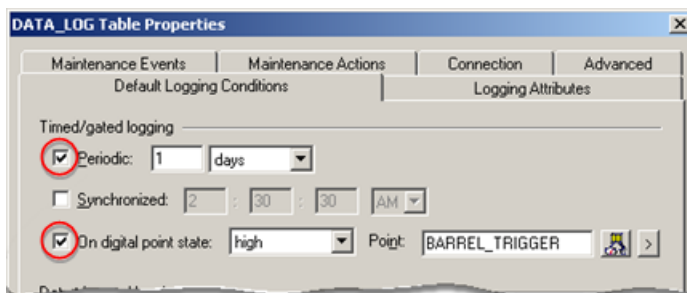 DATA_LOG Table Properties
Maintenance Events Maintenance Actions Connection Advanced
Default Logging Conditions Logging Attributes
Timed/gated logging
Periodic: 1 days
Synchronized: 2 : 30 : 30 AM
On digital point state: high Point: BARREL_TRIGGER >